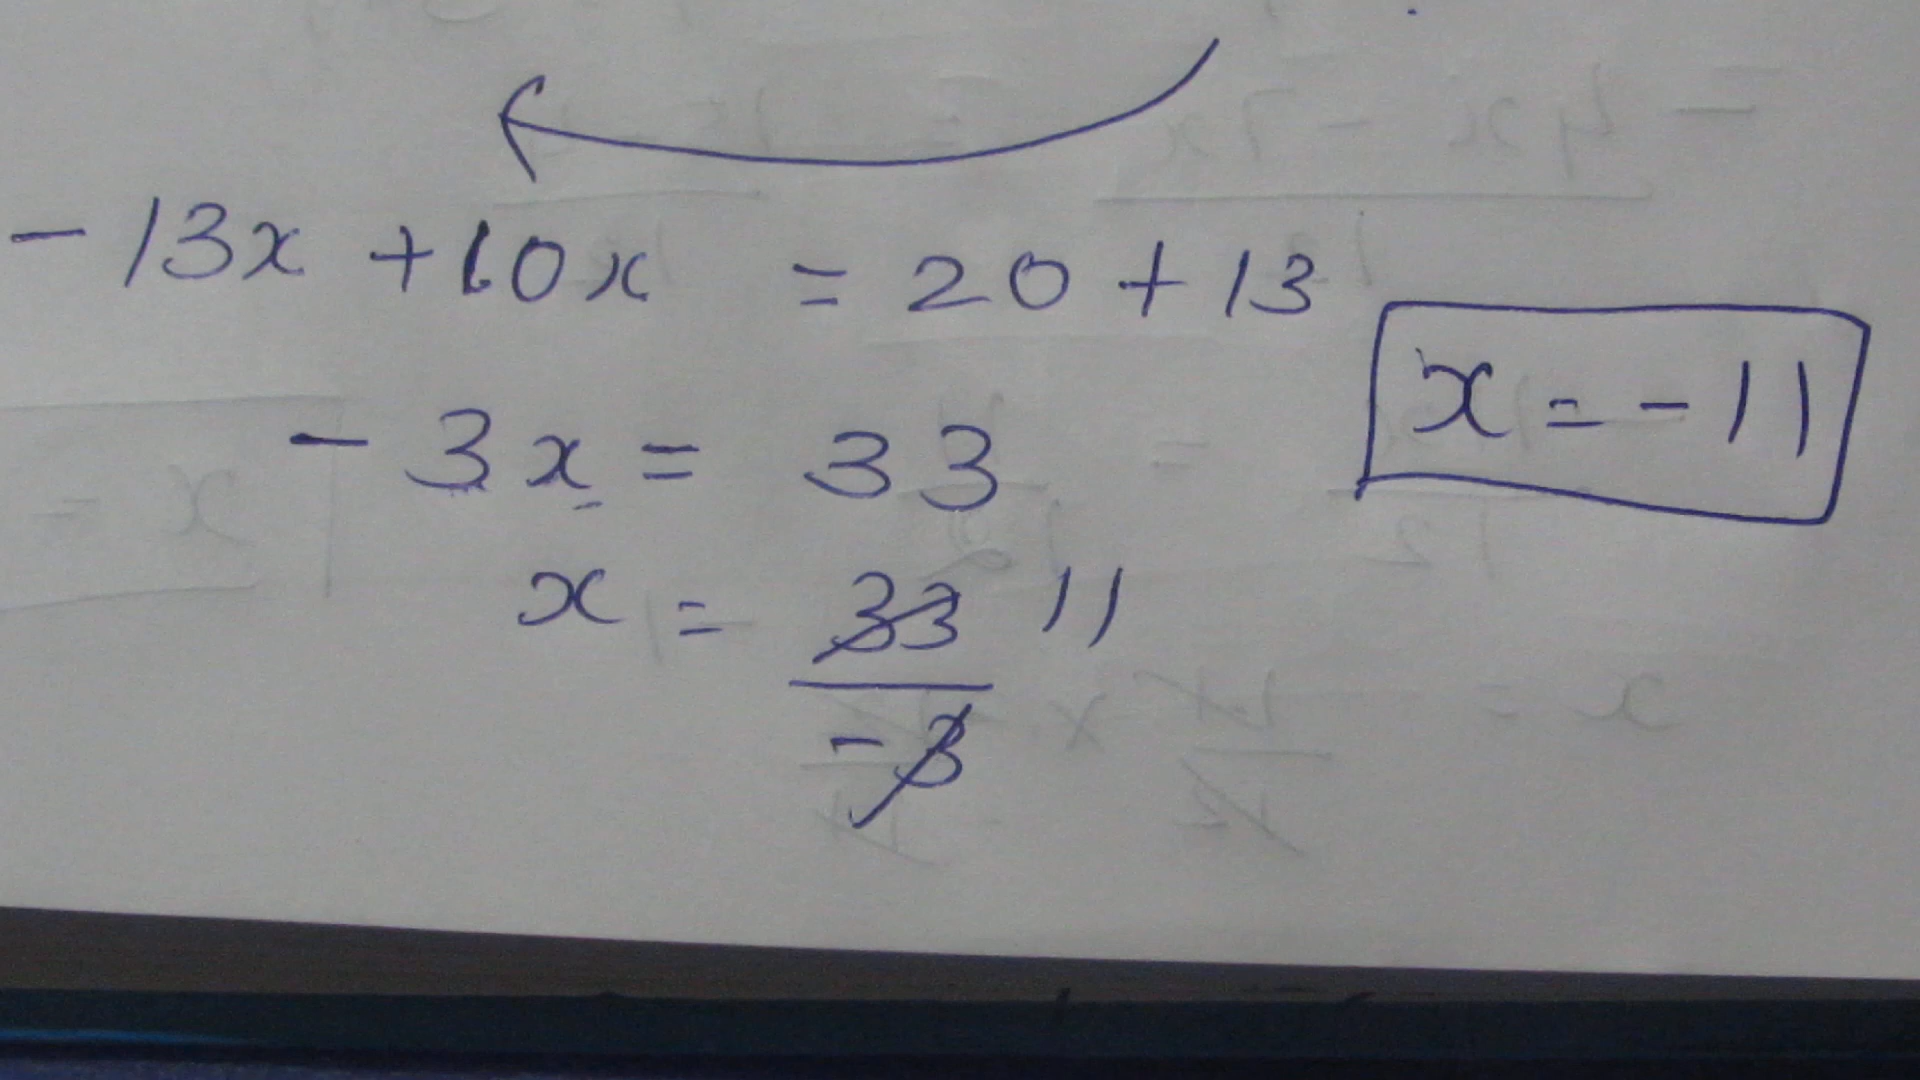 -13x + 10x = 20 + 13
-3x = 33
x = 33/-3 11
x = -11